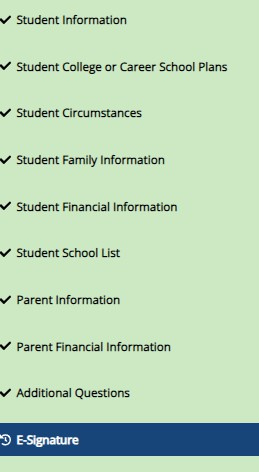 Student Information
Student College or Career School Plans
Student Circumstances
Student Family Information
Student Financial Information
Student School List
Parent Information
Parent Financial Information
Additional Questions
E-Signature